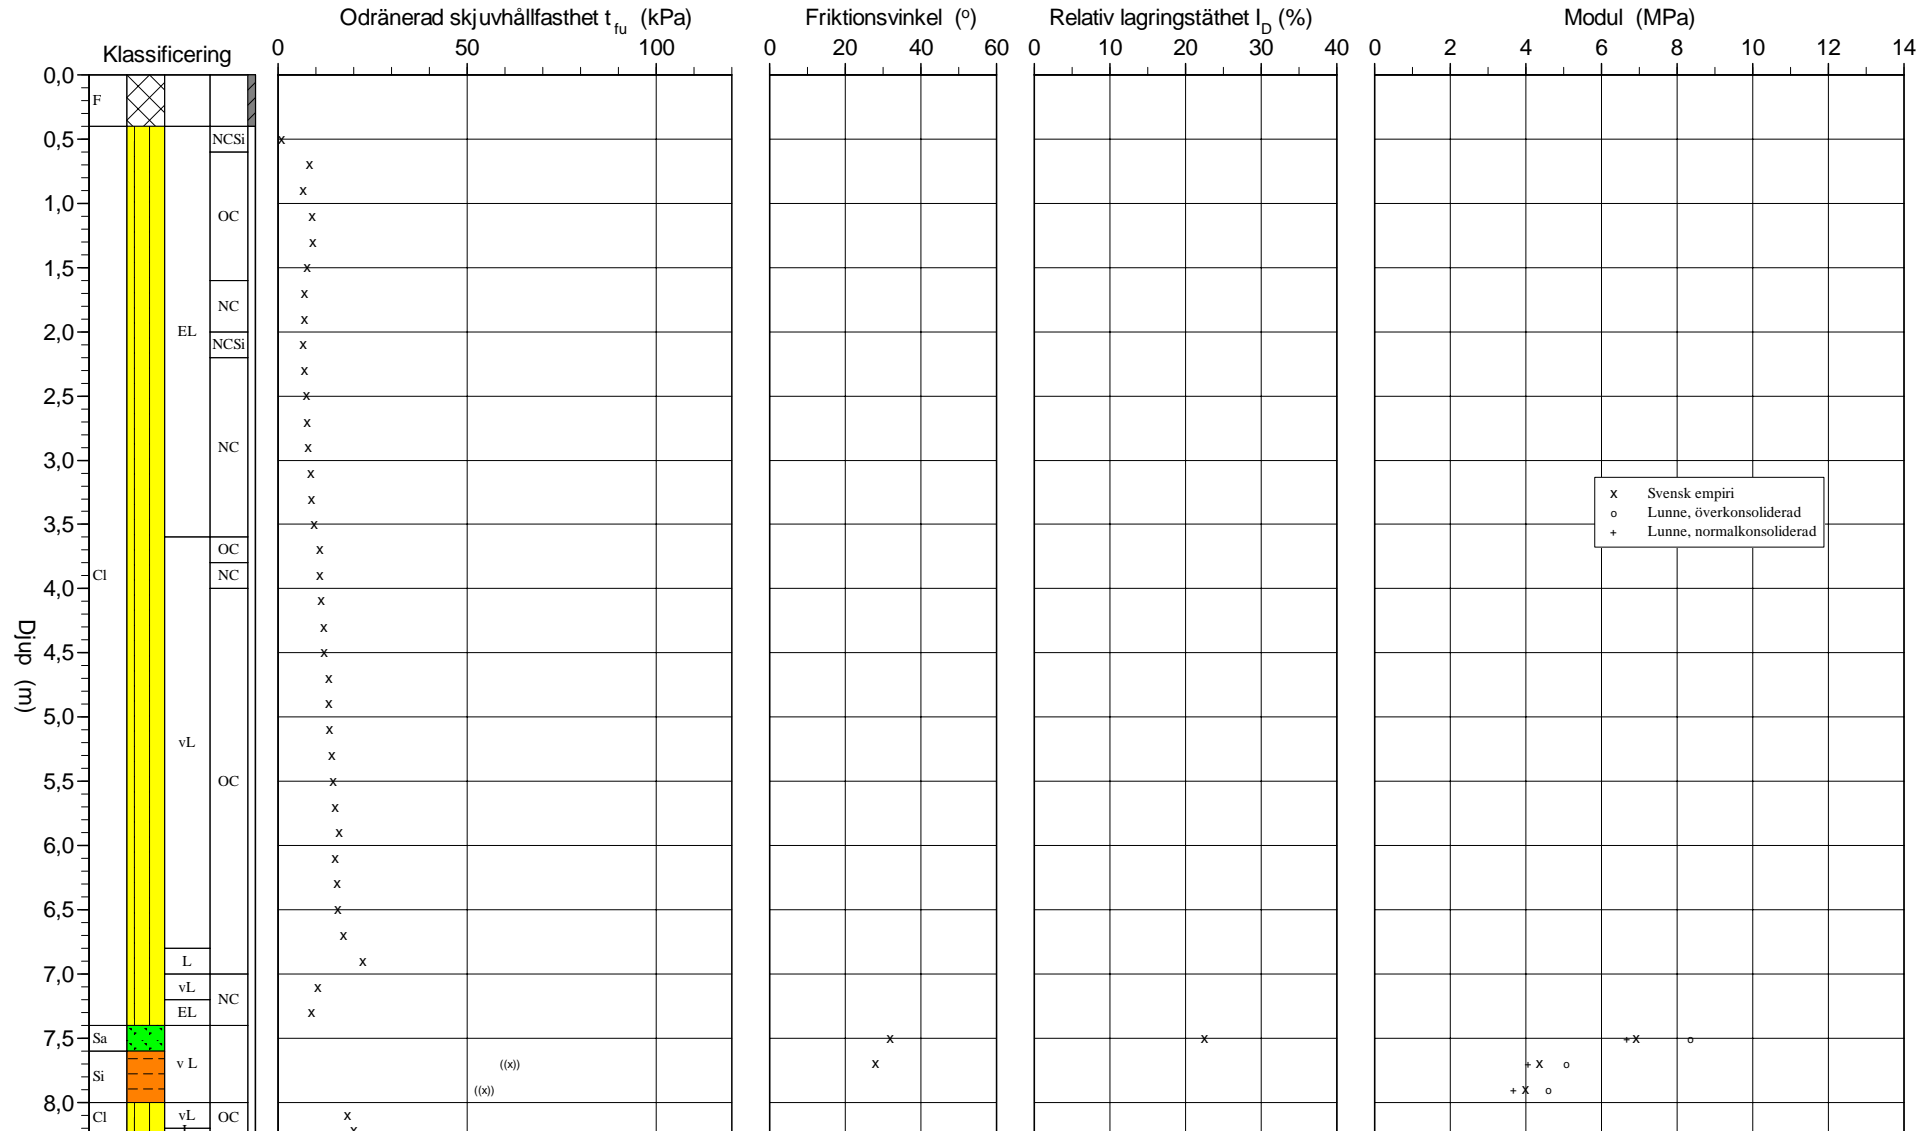 Odränerad skjuvhållfasthet t fu (kPa)
Friktionsvinkel (o)
Relativ lagringstäthet I D (%)
Modul (MPa)
Klassificering
0 50 100
0 20 40 60
0 10 20 30 40
0 2 4 6 8 10 12 14
Djup (m)
0,0
F
0,5
NCSi
1,0
OC
1,5
NC
2,0
EL
NCSi
2,5
NC
3,0
x Svensk empiri
o Lunne, överkonsoliderad
+ Lunne, normalkonsoliderad
3,5
OC
Cl
NC
4,0
4,5
5,0
vL
5,5
OC
6,0
6,5
L
7,0
vL
NC
EL
7,5
Sa
v L
((x))
Si
((x))
8,0
Cl
vL
OC